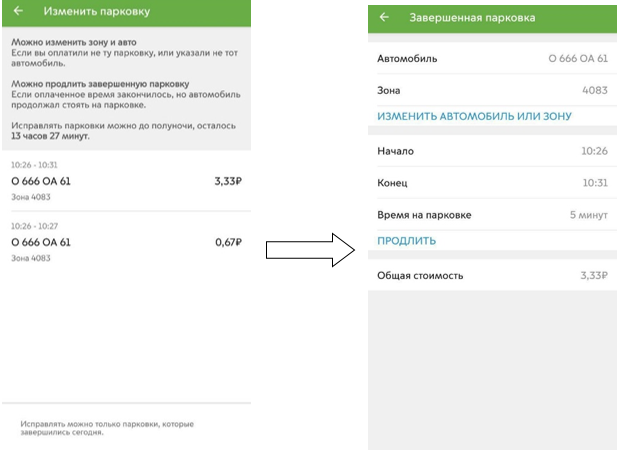 Изменить парковку
Можно изменить зону и авто
Если вы оплатили не ту парковку, или указали не тот
автомобиль.
Можно продлить завершенную парковку
Если оплаченное время закончилось, но автомобиль
продолжал стоять на парковке.
Исправлять парковки можно до полуночи, осталось
13 часов 27 минут.
10:26 - 10:31
О 666 ОА 61 3,33₽
Зона 4083
10:26 - 10:27
О 666 ОА 61 0,67₽
Зона 4083
Исправлять можно только парковки, которые
завершились сегодня.
Завершенная парковка
Автомобиль О 666 ОА 61
Зона 4083
ИЗМЕНИТЬ АВТОМОБИЛЬ ИЛИ ЗОНУ
Начало 10:26
Конец 10:31
Время на парковке 5 минут
ПРОДЛИТЬ
Общая стоимость 3,33₽